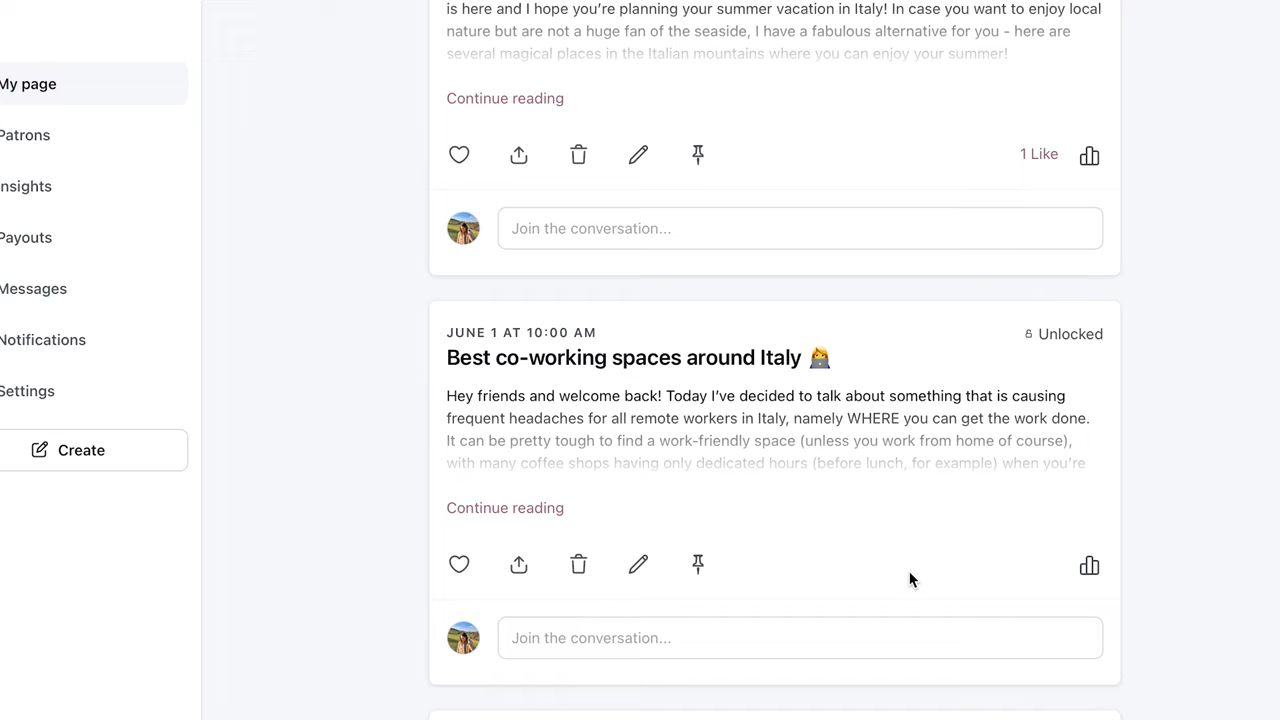 My page
Patrons
nsights
Payouts
Messages
Notifications
Settings
Create
is here and I hope you’re planning your summer vacation in Italy! In case you want to enjoy local
nature but are not a huge fan of the seaside, I have a fabulous alternative for you - here are
several magical places in the Italian mountains where you can enjoy your summer!
Continue reading
1 Like
Join the conversation...
JUNE 1 AT 10:00 AM
Unlocked
Best co-working spaces around Italy 👩‍💻
Hey friends and welcome back! Today I’ve decided to talk about something that is causing
frequent headaches for all remote workers in Italy, namely WHERE you can get the work done.
It can be pretty tough to find a work-friendly space (unless you work from home of course),
with many coffee shops having only dedicated hours (before lunch, for example) when you’re
Continue reading
Join the conversation...